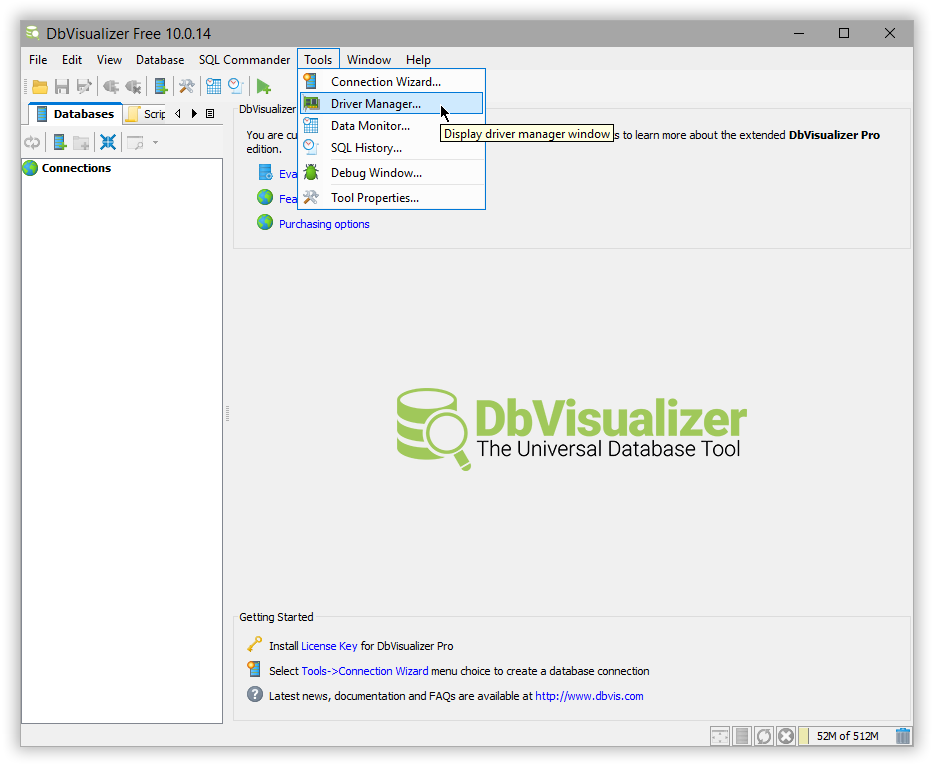 DbVisualizer Free 10.0.14
File Edit View Database SQL Commander Tools Window Help
Connection Wizard...
Driver Manager...
Data Monitor...
SQL History...
Debug Window...
Tool Properties...
Display driver manager window
Databases
Scrip
Connections
DbVisualizer
You are cu
s to learn more about the extended DbVisualizer Pro
edition.
Eva
Fea
Purchasing options
DbVisualizer
The Universal Database Tool
Getting Started
Install License Key for DbVisualizer Pro
Select Tools->Connection Wizard menu choice to create a database connection
Latest news, documentation and FAQs are available at http://www.dbvis.com
52M of 512M